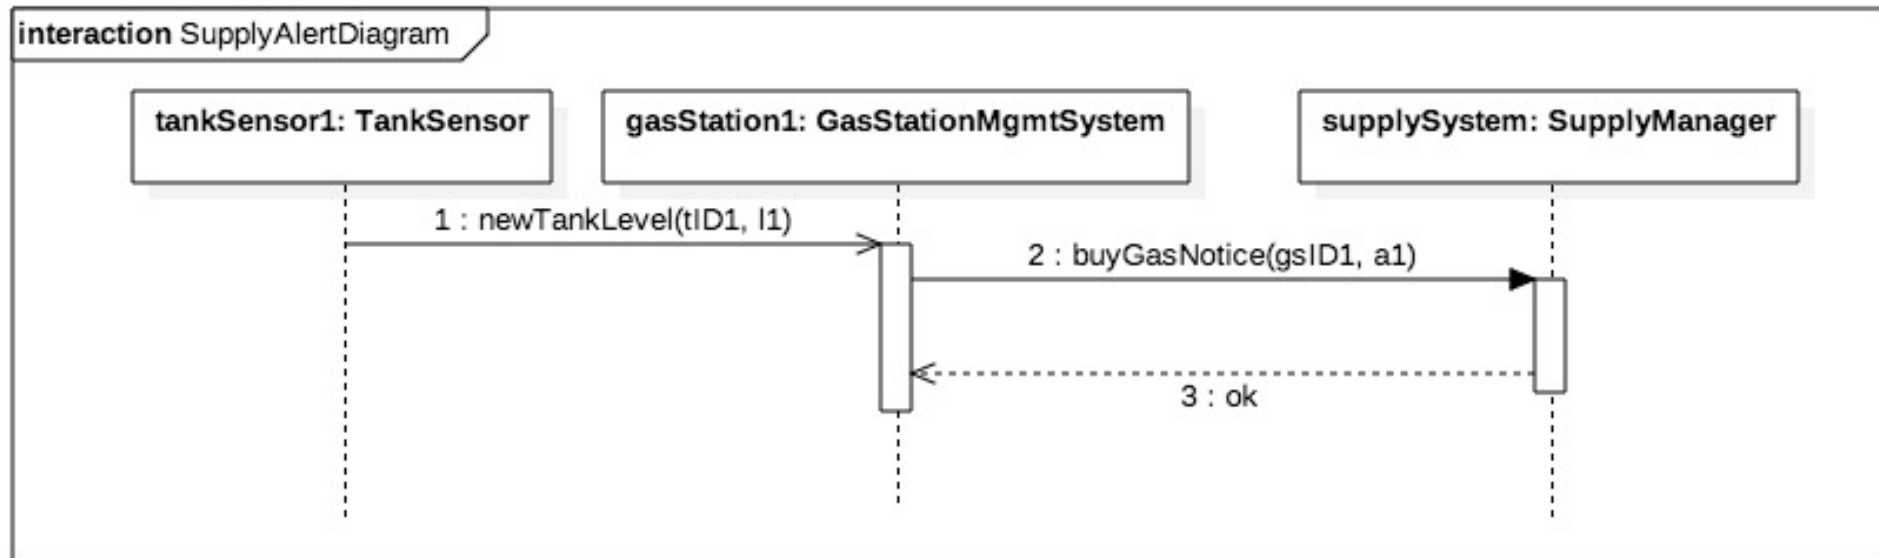 interaction SupplyAlertDiagram
tankSensor1: TankSensor
gasStation1: GasStationMgmtSystem
supplySystem: SupplyManager
1 : newTankLevel(tID1, l1)
2 : buyGasNotice(gsID1, a1)
3 : ok